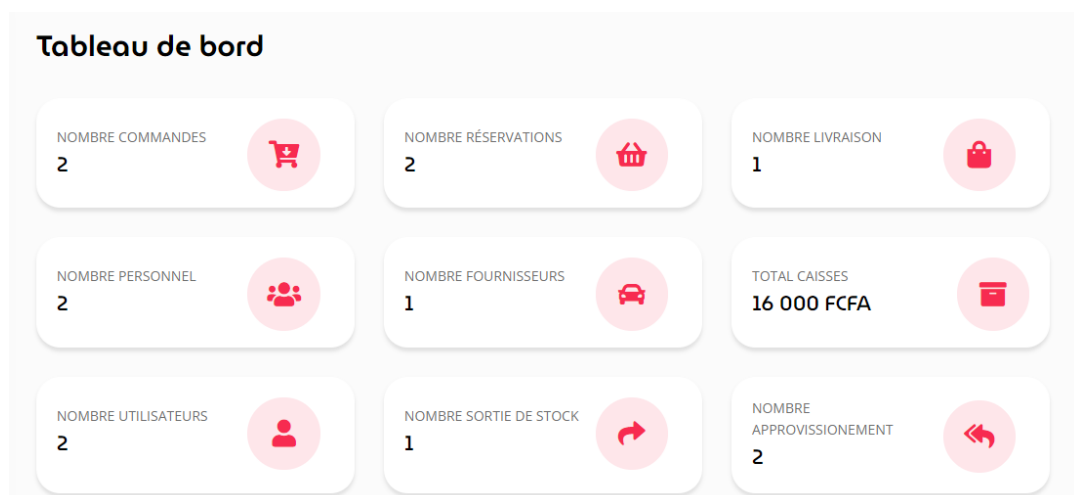 Tableau de bord
NOMBRE COMMANDES
2
NOMBRE RÉSERVATIONS
2
NOMBRE LIVRAISON
1
NOMBRE PERSONNEL
2
NOMBRE FOURNISSEURS
1
TOTAL CAISSES
16 000 FCFA
NOMBRE UTILISATEURS
2
NOMBRE SORTIE DE STOCK
1
NOMBRE
APPROVISSIONEMENT
2